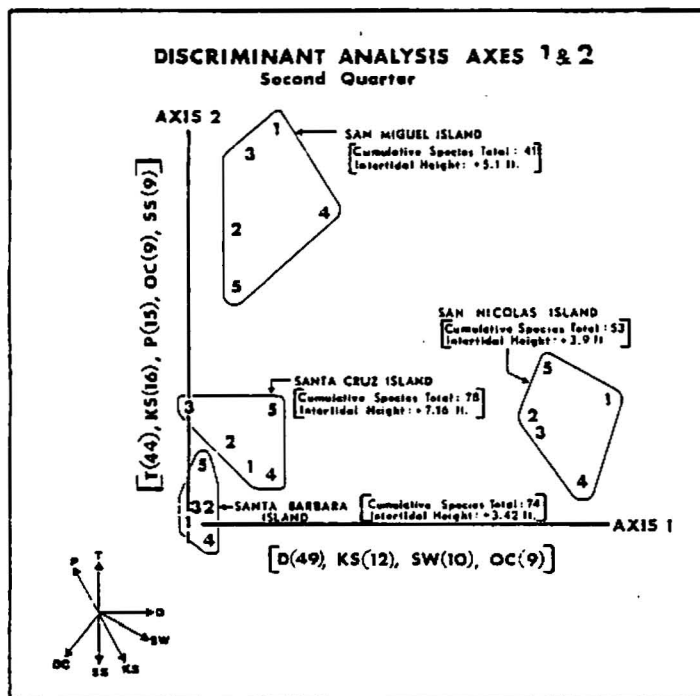 DISCRIMINANT ANALYSIS AXES 1 & 2
Second Quarter
AXIS 2
SAN MIGUEL ISLAND
[Cumulative Species Total: 41]
[Intertidal Height: +5.1 ft.]
1
3
4
2
5
[T(44), KS(16), P(15), OC(9), SS(9)]
SAN NICOLAS ISLAND
[Cumulative Species Total: 53]
[Intertidal Height: +3.9 ft]
5
1
2
3
4
SANTA CRUZ ISLAND
[Cumulative Species Total: 78]
[Intertidal Height: +7.16 ft.]
3
5
2
1
4
5
3 2
1
4
SANTA BARBARA
ISLAND
[Cumulative Species Total: 74]
[Intertidal Height: +3.42 ft.]
AXIS 1
[D(49), KS(12), SW(10), OC(9)]
P
T
D
SW
KS
SS
OC